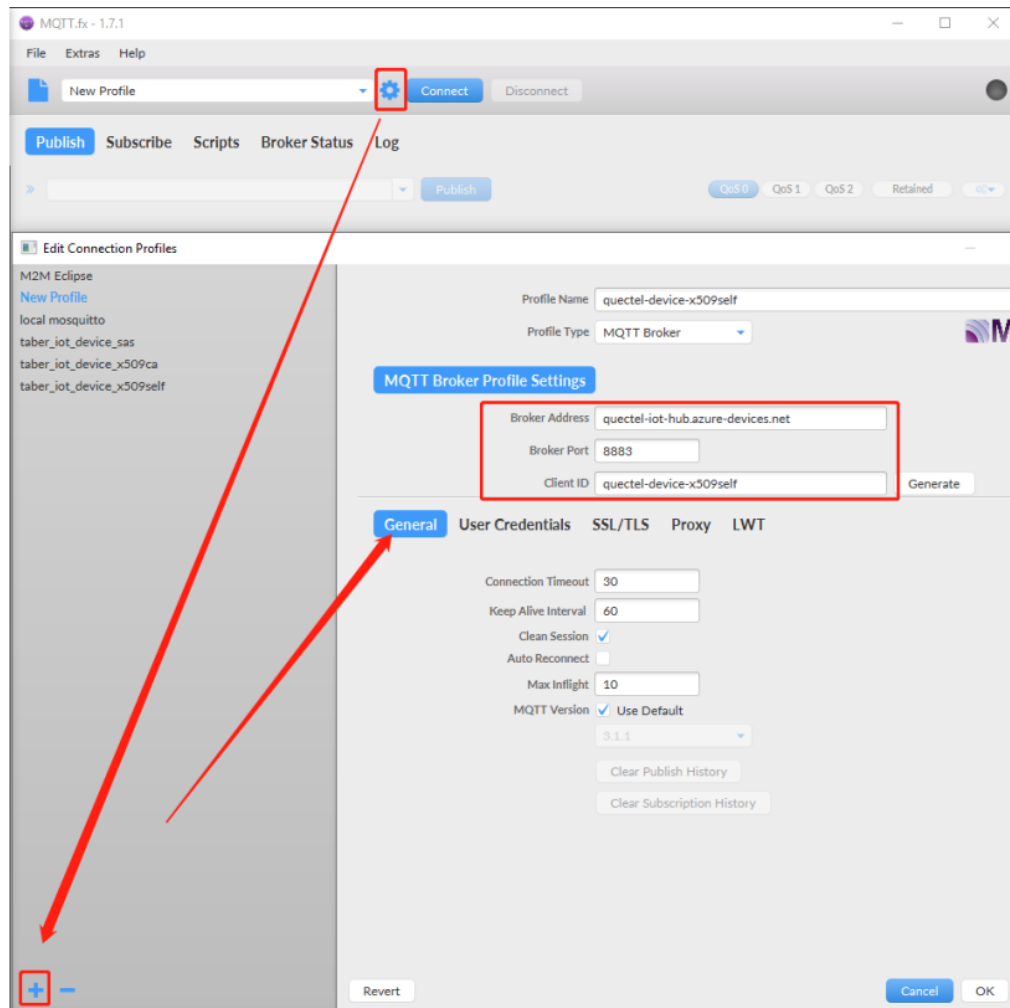 MQTT.fx - 1.7.1
File Extras Help
New Profile Connect Disconnect
Publish Subscribe Scripts Broker Status Log
Publish QoS 0 QoS 1 QoS 2 Retained
Edit Connection Profiles
M2M Eclipse
New Profile
local mosquitto
taber_iot_device_sas
taber_iot_device_x509ca
taber_iot_device_x509self
Profile Name quectel-device-x509self
Profile Type MQTT Broker
M
MQTT Broker Profile Settings
Broker Address quectel-iot-hub.azure-devices.net
Broker Port 8883
Client ID quectel-device-x509self Generate
General User Credentials SSL/TLS Proxy LWT
Connection Timeout 30
Keep Alive Interval 60
Clean Session
Auto Reconnect
Max Inflight 10
MQTT Version Use Default
3.1.1
Clear Publish History
Clear Subscription History
Revert Cancel OK